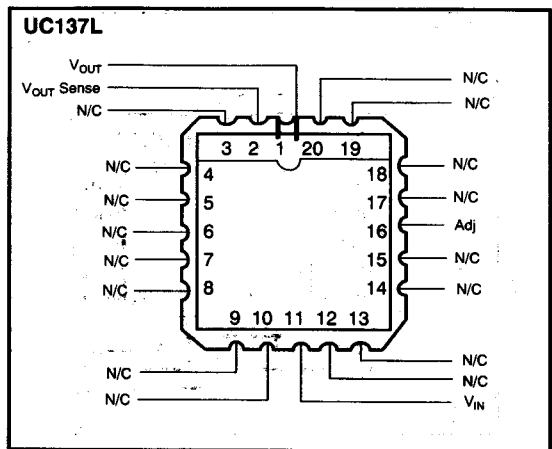 UC137L
VOUT
VOUT Sense
N/C
N/C
N/C
3 2 1 20 19
N/C
N/C
N/C
N/C
N/C
4
5
6
7
8
18
17
16
15
14
N/C
N/C
Adj
N/C
N/C
9 10 11 12 13
N/C
N/C
N/C
N/C
VIN